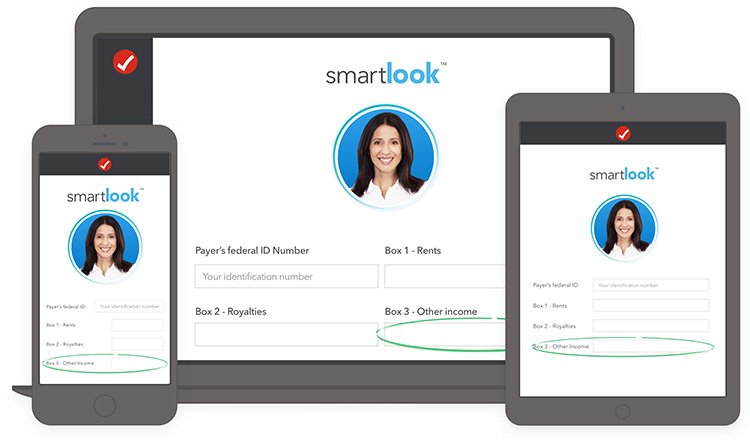 smartlook™
Payer's federal ID Number
Box 1 - Rents
Your identification number
Box 2 - Royalties
Box 3 - Other income
smartlook™
Payer's federal ID
Your identification number
Box 1 - Rents
Box 2 - Royalties
Box 3 - Other Income
smartlook™
Payer's federal ID
Your identification number
Box 1 - Rents
Box 2 - Royalties
Box 3 - Other Income